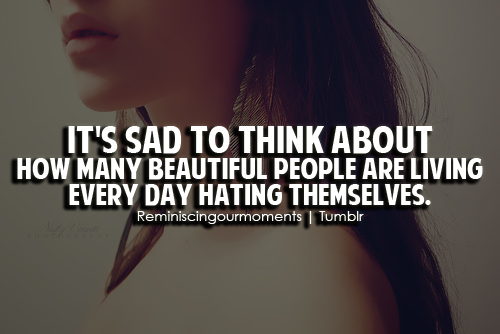 IT'S SAD TO THINK ABOUT
HOW MANY BEAUTIFUL PEOPLE ARE LIVING
EVERY DAY HATING THEMSELVES.
Reminiscingourmoments | Tumblr